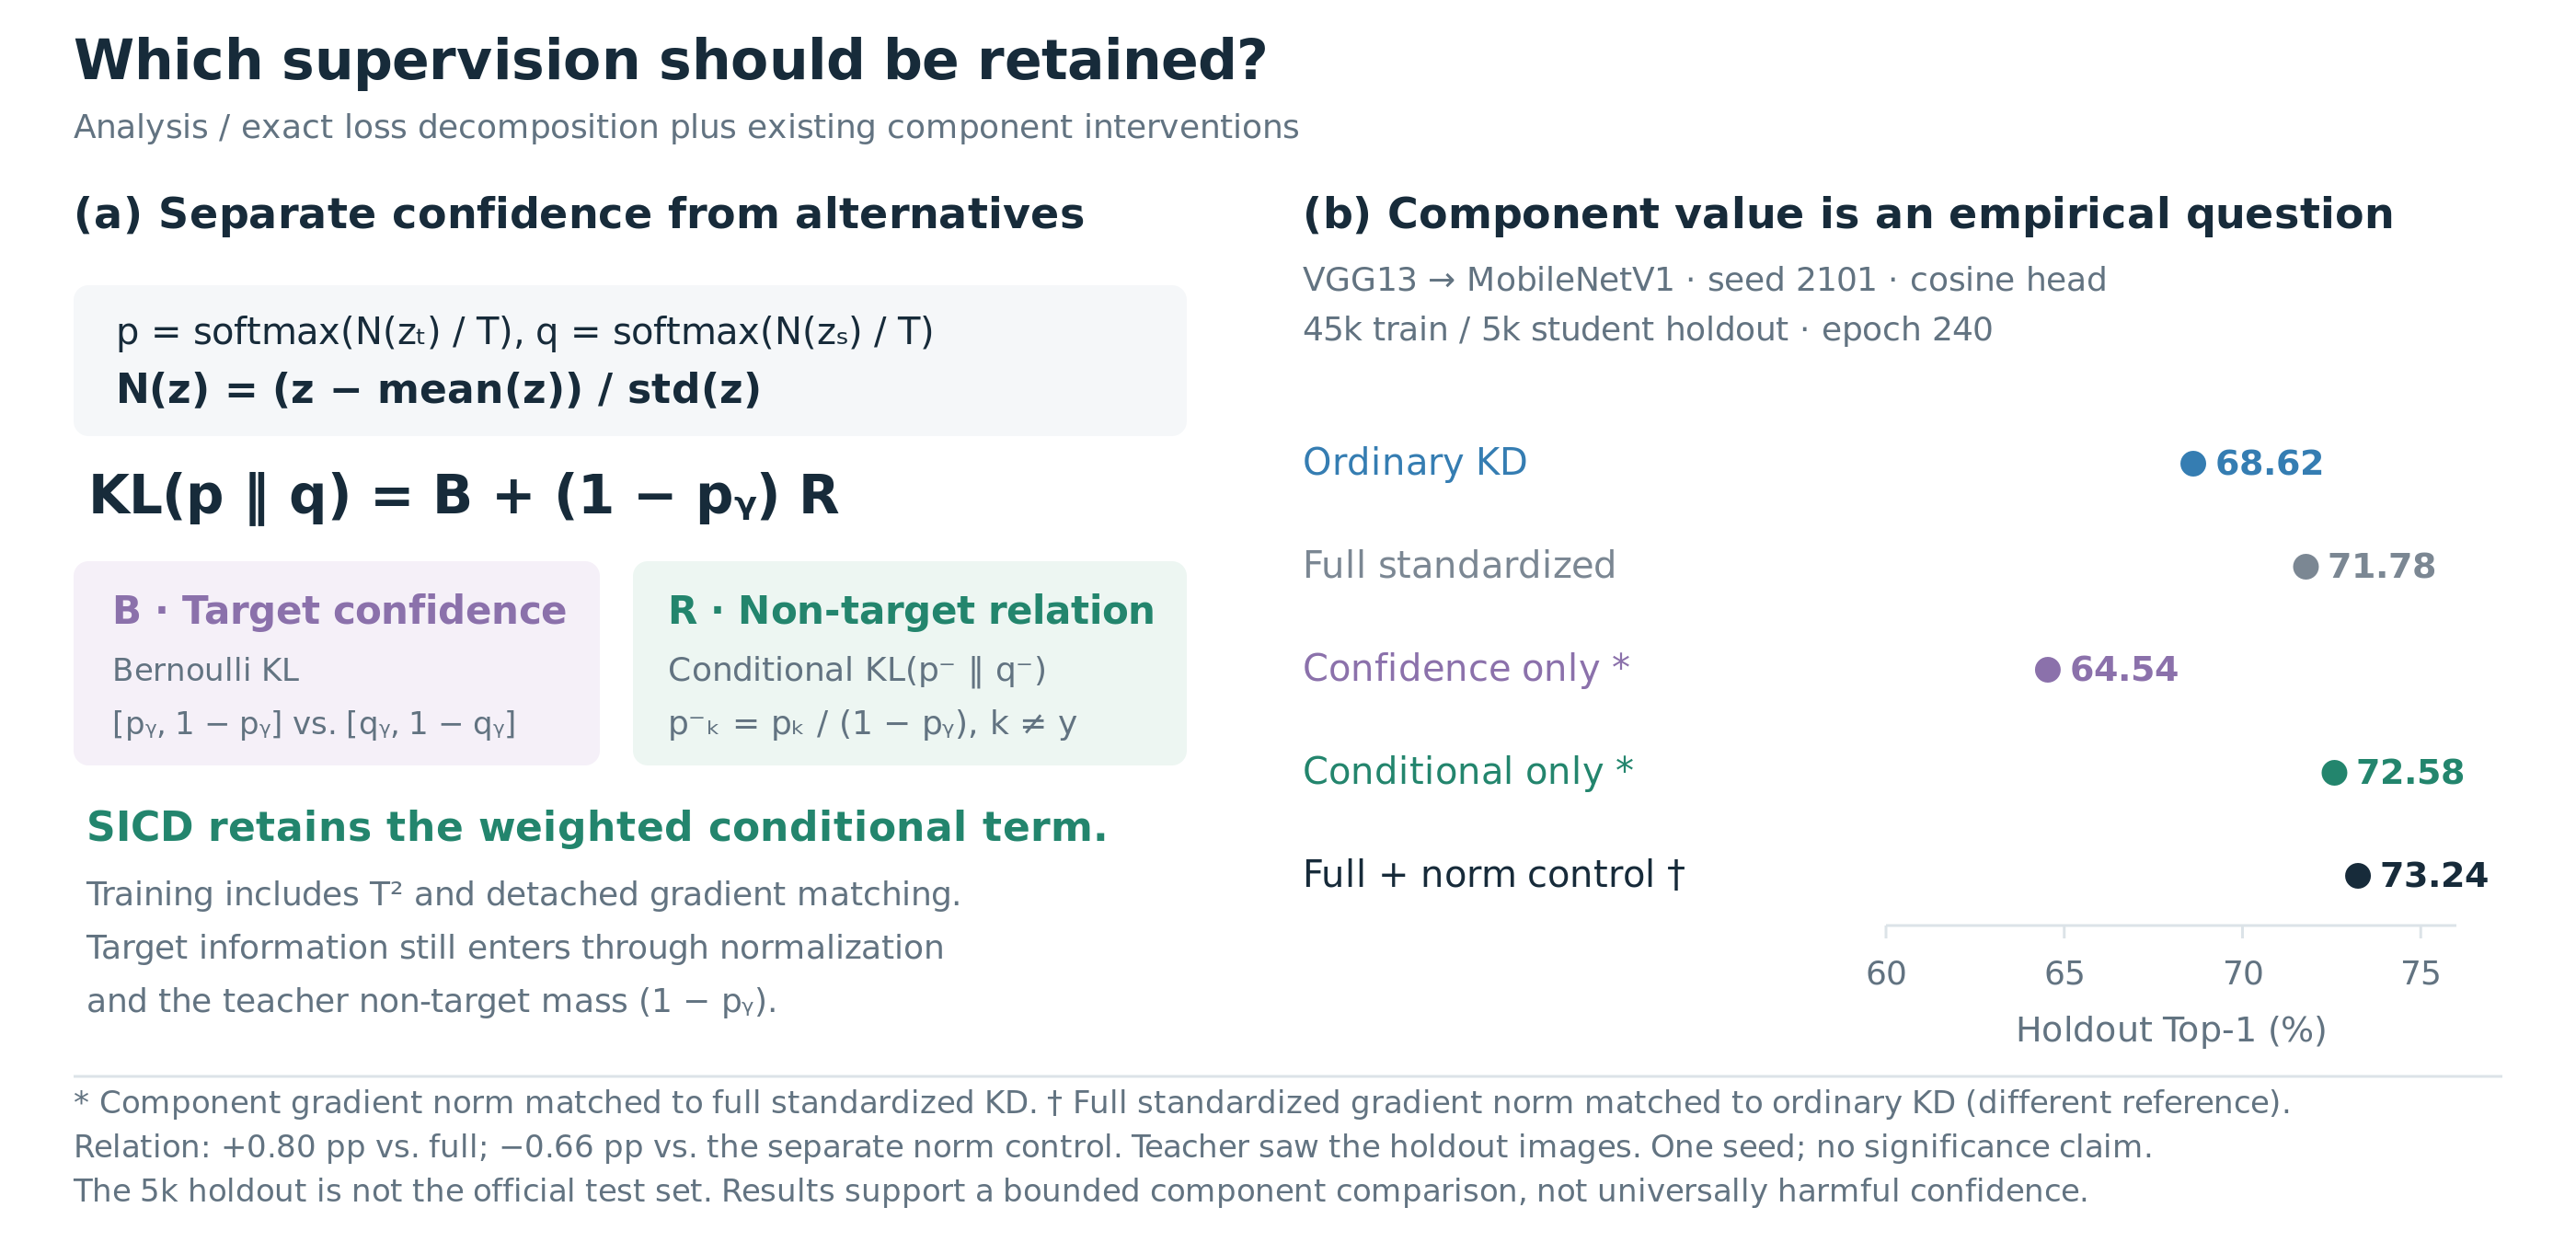 Which supervision should be retained?
Analysis / exact loss decomposition plus existing component interventions
(a) Separate confidence from alternatives
p = softmax(N(zₜ) / T), q = softmax(N(zₛ) / T)
N(z) = (z − mean(z)) / std(z)
KL(p ∥ q) = B + (1 − pᵧ) R
B · Target confidence
Bernoulli KL
[pᵧ, 1 − pᵧ] vs. [qᵧ, 1 − qᵧ]
R · Non-target relation
Conditional KL(p⁻ ∥ q⁻)
p⁻ₖ = pₖ / (1 − pᵧ), k ≠ y
SICD retains the weighted conditional term.
Training includes T² and detached gradient matching.
Target information still enters through normalization
and the teacher non-target mass (1 − pᵧ).
(b) Component value is an empirical question
VGG13 → MobileNetV1 · seed 2101 · cosine head
45k train / 5k student holdout · epoch 240
Ordinary KD 68.62
Full standardized 71.78
Confidence only * 64.54
Conditional only * 72.58
Full + norm control † 73.24
60 65 70 75
Holdout Top-1 (%)
* Component gradient norm matched to full standardized KD. † Full standardized gradient norm matched to ordinary KD (different reference).
Relation: +0.80 pp vs. full; −0.66 pp vs. the separate norm control. Teacher saw the holdout images. One seed; no significance claim.
The 5k holdout is not the official test set. Results support a bounded component comparison, not universally harmful confidence.